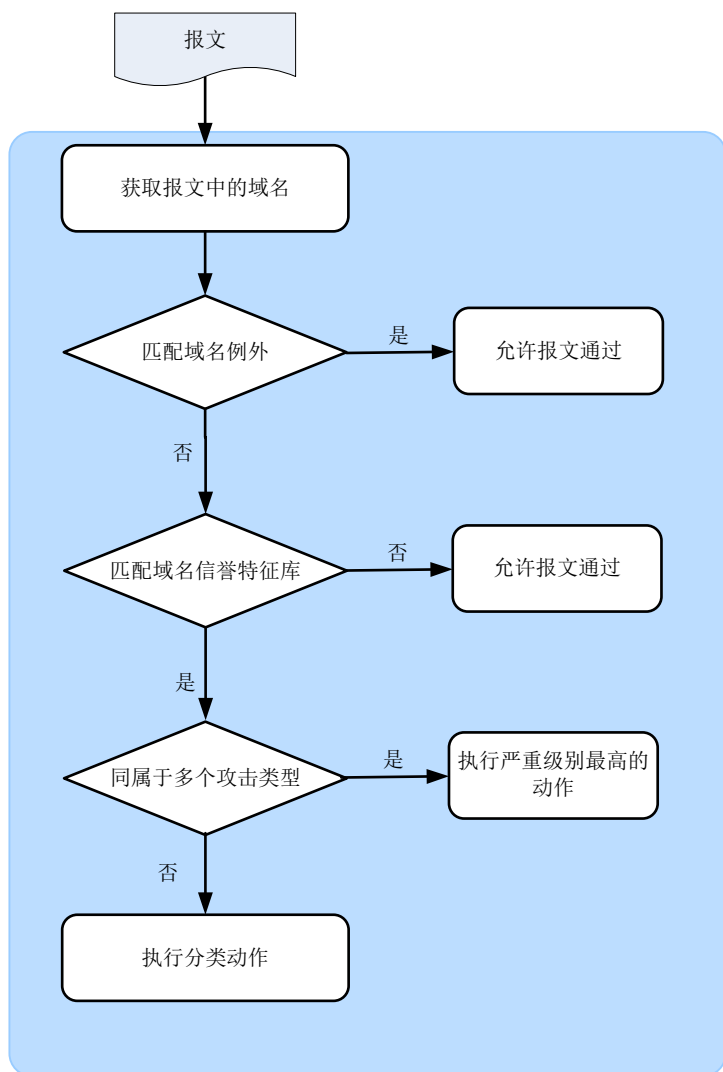 报文
获取报文中的域名
匹配域名例外
是
允许报文通过
否
匹配域名信誉特征库
否
允许报文通过
是
同属于多个攻击类型
是
执行严重级别最高的
动作
否
执行分类动作